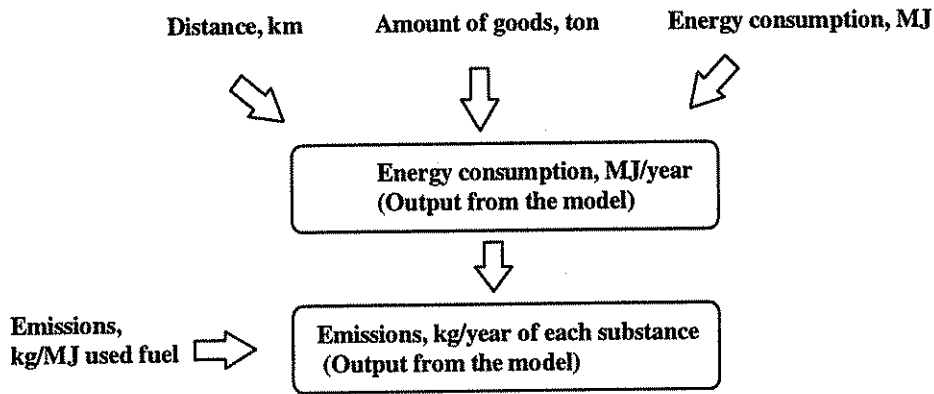 Distance, km
Amount of goods, ton
Energy consumption, MJ
Energy consumption, MJ/year
(Output from the model)
Emissions,
kg/MJ used fuel
Emissions, kg/year of each substance
(Output from the model)